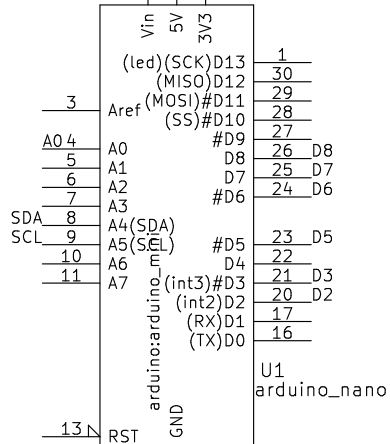 Vin 5V 3V3
(led)(SCK)D13 1
(MISO)D12 30
(MOSI)#D11 29
3 Aref (SS)#D10 28
#D9 27
A0 4 A0 D8 26 D8
5 A1 D7 25 D7
6 A2 #D6 24 D6
7 A3
SDA 8 A4(SDA)
SCL 9 A5(SCL) #D5 23 D5
10 A6 D4 22
11 A7 (int3)#D3 21 D3
(int2)D2 20 D2
(RX)D1 17
(TX)D0 16
arduino:arduino_mini
U1
arduino_nano
GND
13 RST